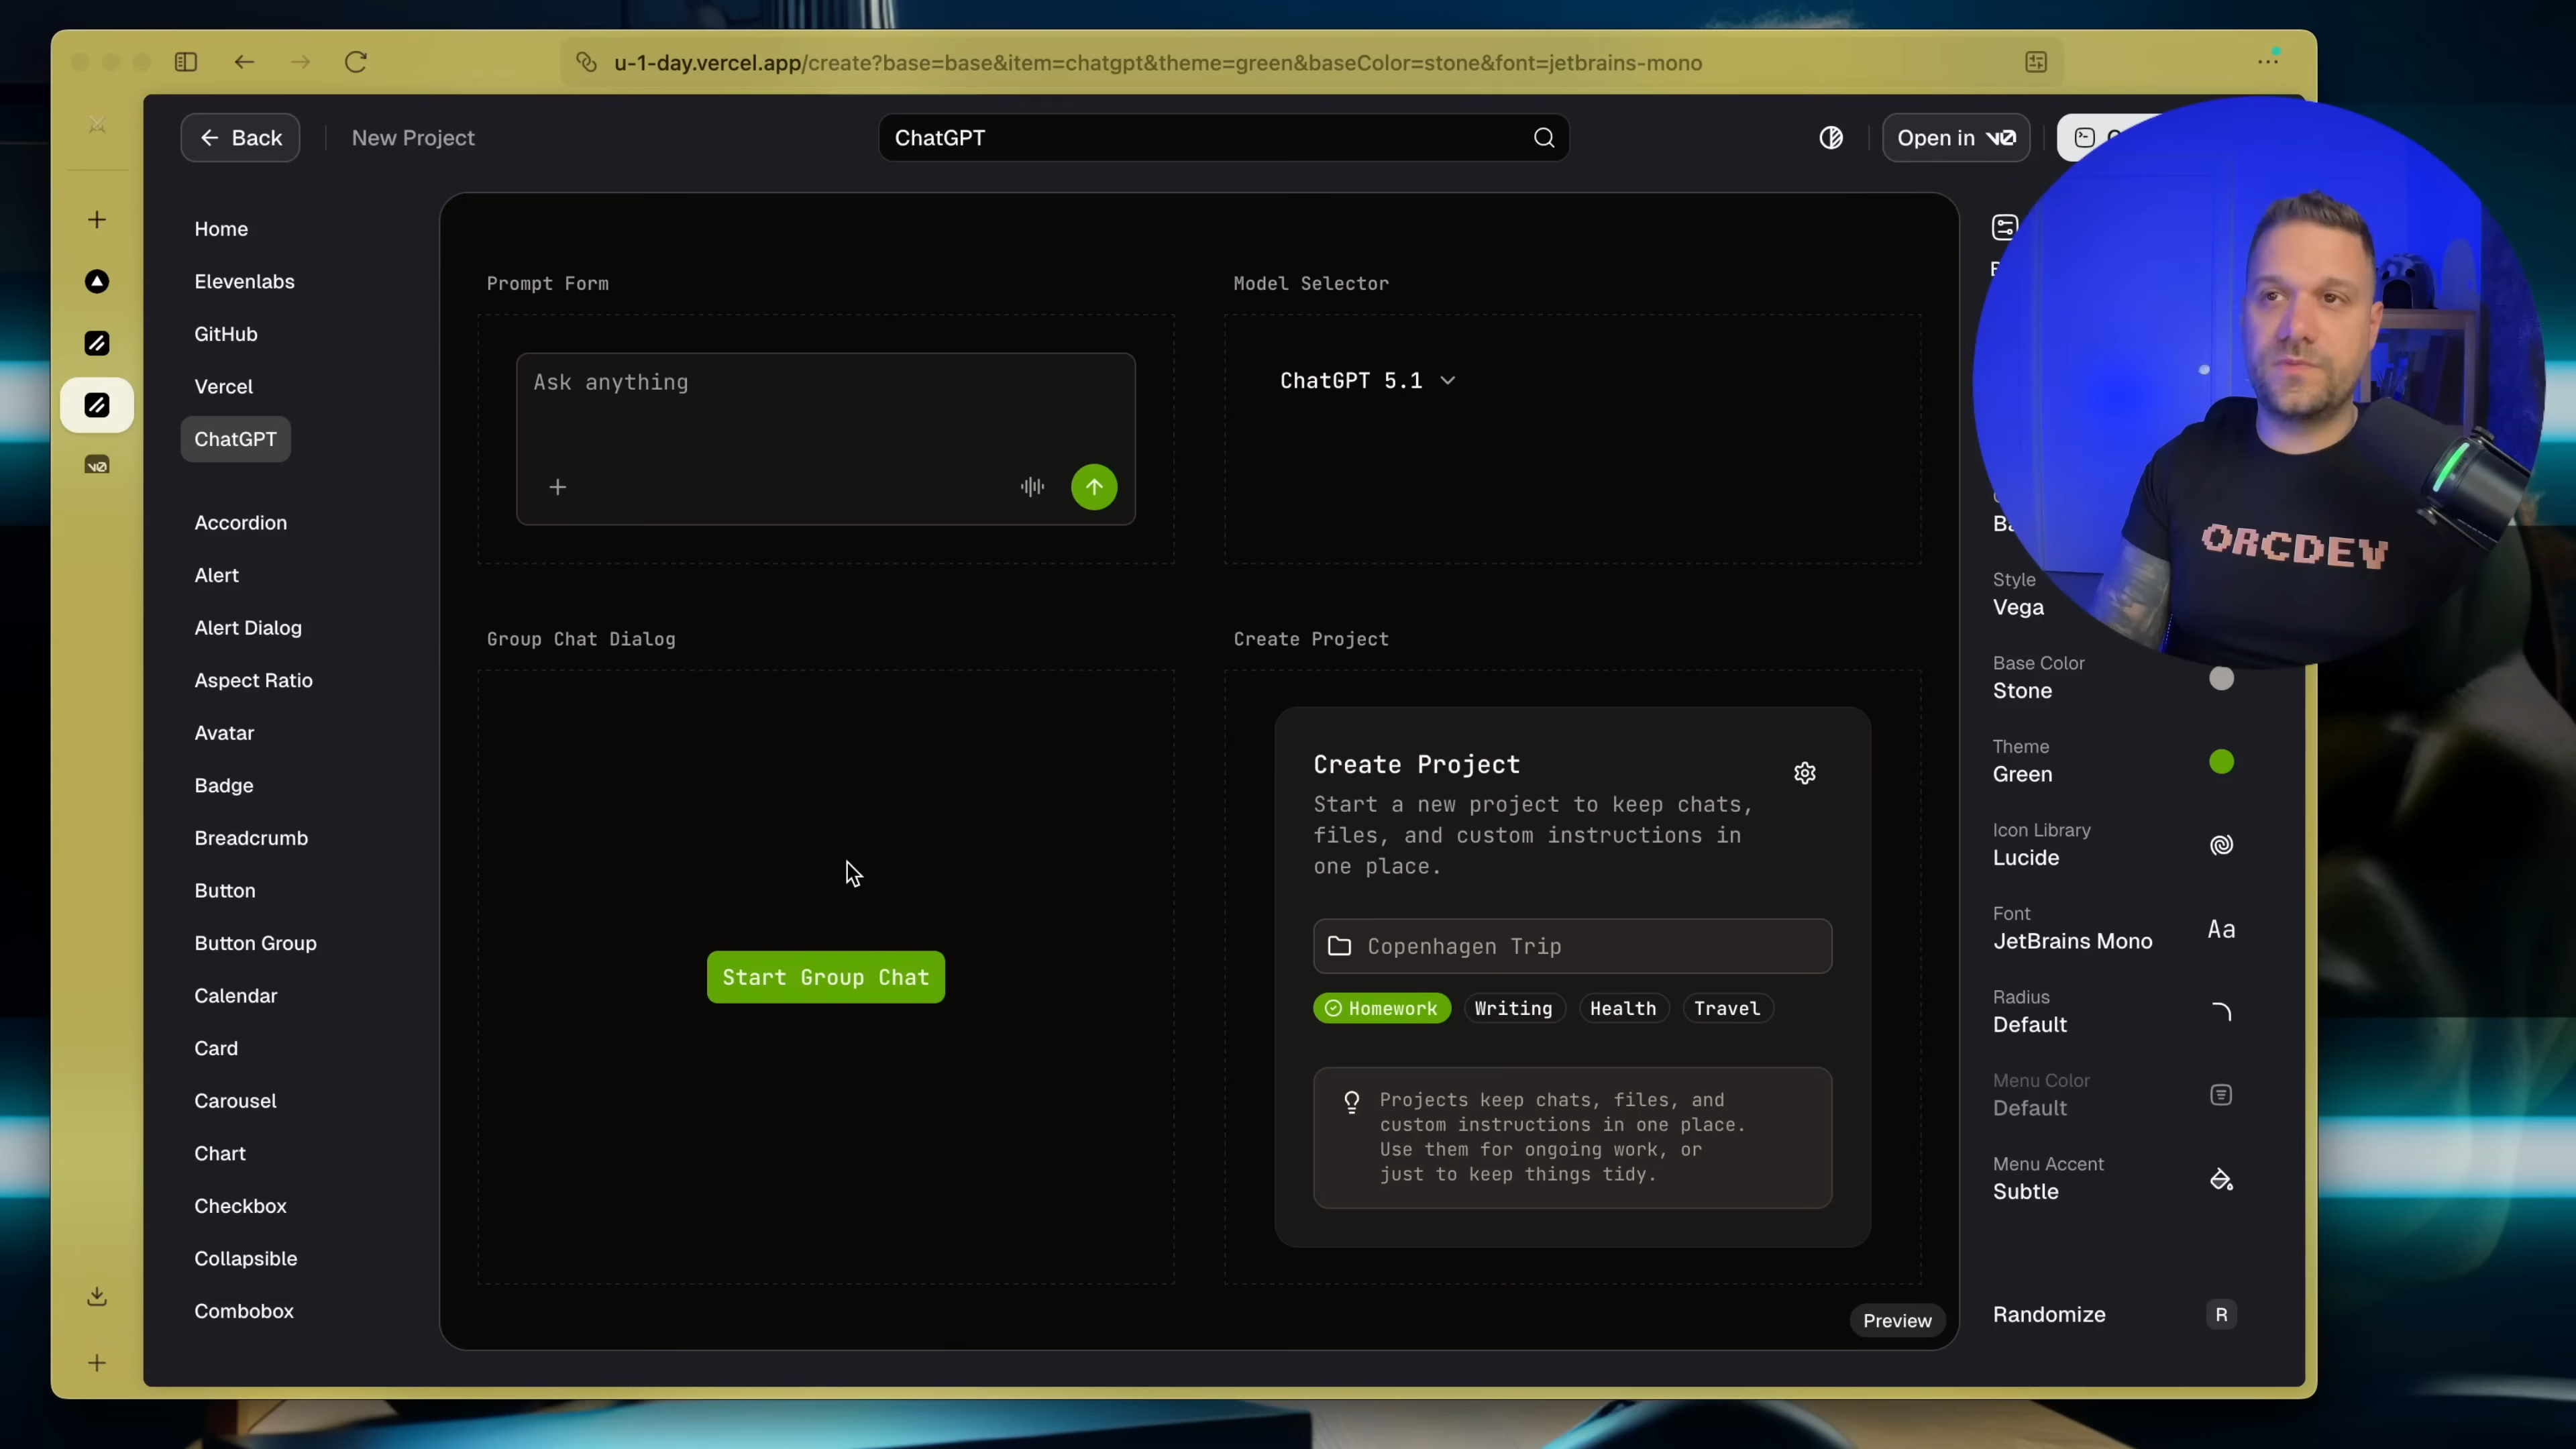 u-1-day.vercel.app/create?base=base&item=chatgpt&theme=green&baseColor=stone&font=jetbrains-mono
Back
New Project
ChatGPT
Open in v0
Home
Elevenlabs
GitHub
Vercel
ChatGPT
v0
Accordion
Alert
Alert Dialog
Aspect Ratio
Avatar
Badge
Breadcrumb
Button
Button Group
Calendar
Card
Carousel
Chart
Checkbox
Collapsible
Combobox
Prompt Form
Ask anything
Model Selector
ChatGPT 5.1
Group Chat Dialog
Start Group Chat
Create Project
Create Project
Start a new project to keep chats,
files, and custom instructions in
one place.
Copenhagen Trip
Homework
Writing
Health
Travel
Projects keep chats, files, and
custom instructions in one place.
Use them for ongoing work, or
just to keep things tidy.
Preview
ORCDEV
Style
Vega
Base Color
Stone
Theme
Green
Icon Library
Lucide
Font
JetBrains Mono
Aa
Radius
Default
Menu Color
Default
Menu Accent
Subtle
Randomize
R